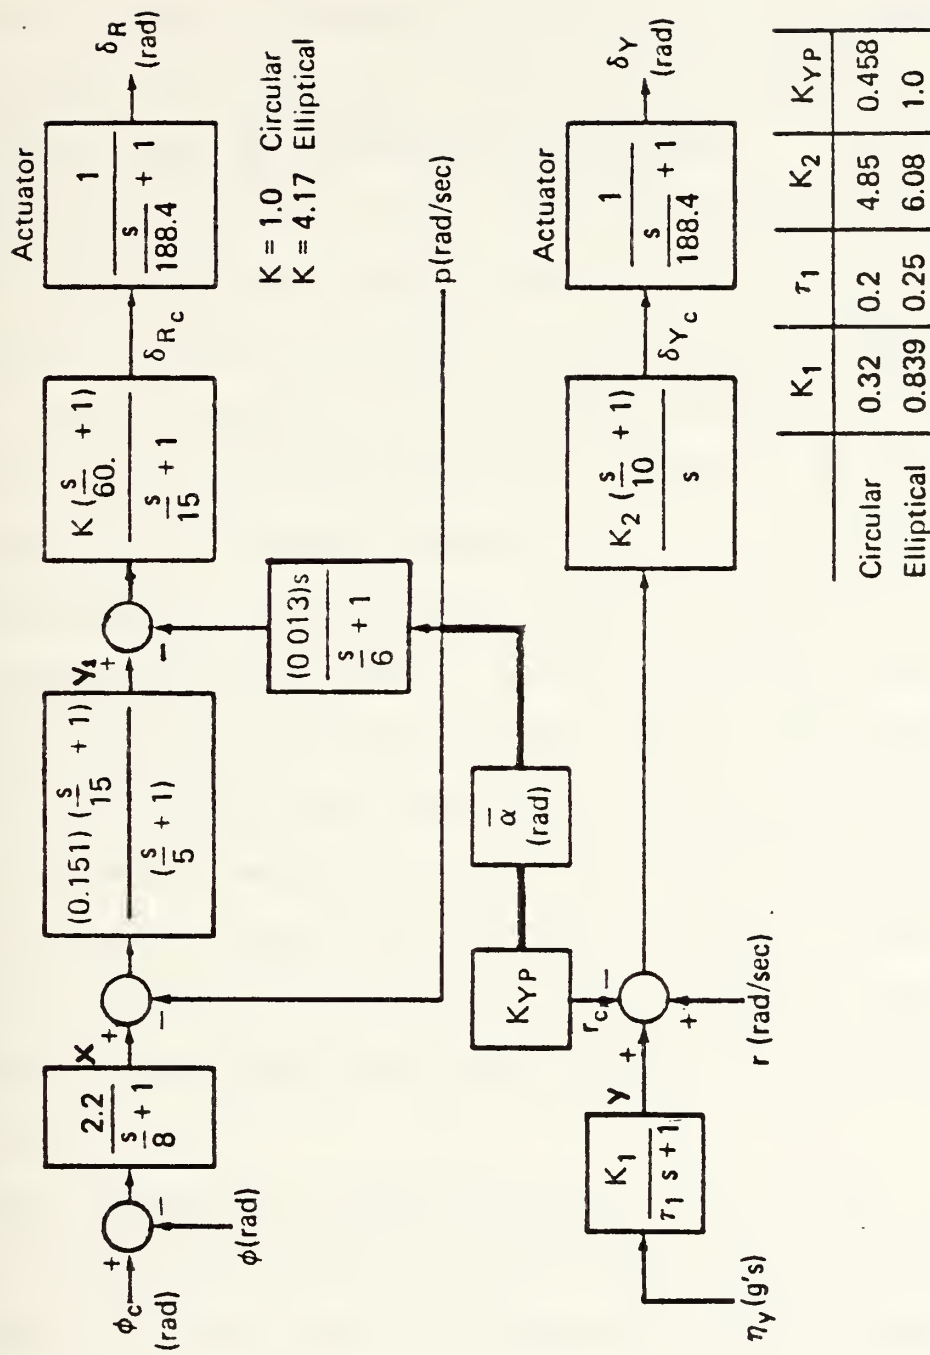 ϕc
(rad)
+
−
ϕ(rad)
2.2
s/8 + 1
X
+
−
(0.151) (s/15 + 1)
(s/5 + 1)
Y1
+
−
K (s/60. + 1)
s/15 + 1
δRc
Actuator
1
s/188.4 + 1
δR
(rad)
K = 1.0 Circular
K = 4.17 Elliptical
(0 013)s
s/6 + 1
p(rad/sec)
KYP
α̅
(rad)
ηy (g's)
K1
τ1 s + 1
Y
+
rc
−
+
r (rad/sec)
K2 (s/10 + 1)
s
δYc
Actuator
1
s/188.4 + 1
δY
(rad)
K1 τ1 K2 KYP
Circular 0.32 0.2 4.85 0.458
Elliptical 0.839 0.25 6.08 1.0